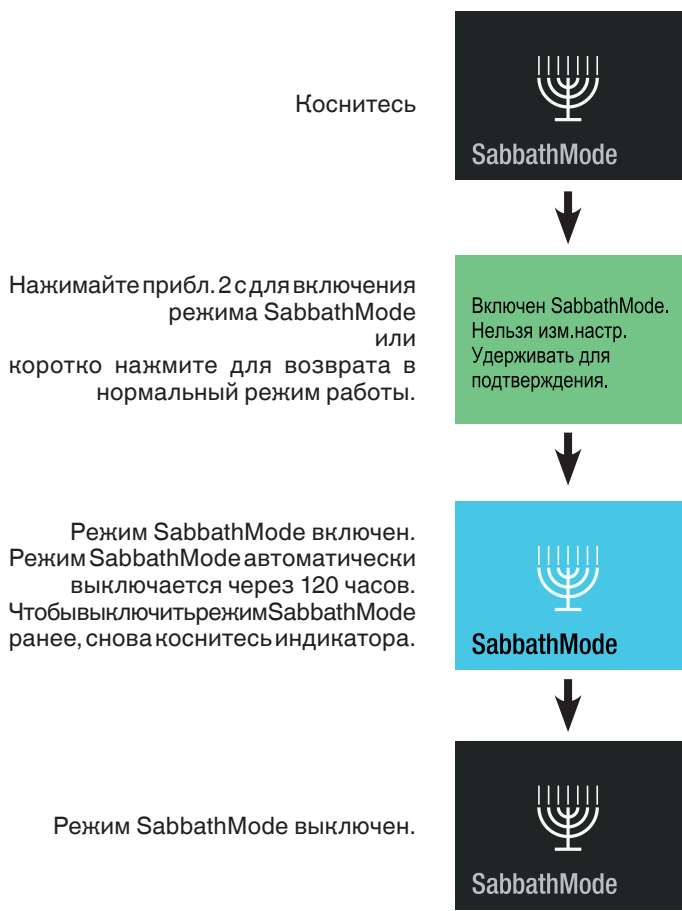 Коснитесь
SabbathMode
Нажимайте прибл. 2 с для включения
режима SabbathMode
или
коротко нажмите для возврата в
нормальный режим работы.
Включен SabbathMode.
Нельзя изм.настр.
Удерживать для
подтверждения.
Режим SabbathMode включен.
Режим SabbathMode автоматически
выключается через 120 часов.
Чтобы выключить режим SabbathMode
ранее, снова коснитесь индикатора.
SabbathMode
Режим SabbathMode выключен.
SabbathMode